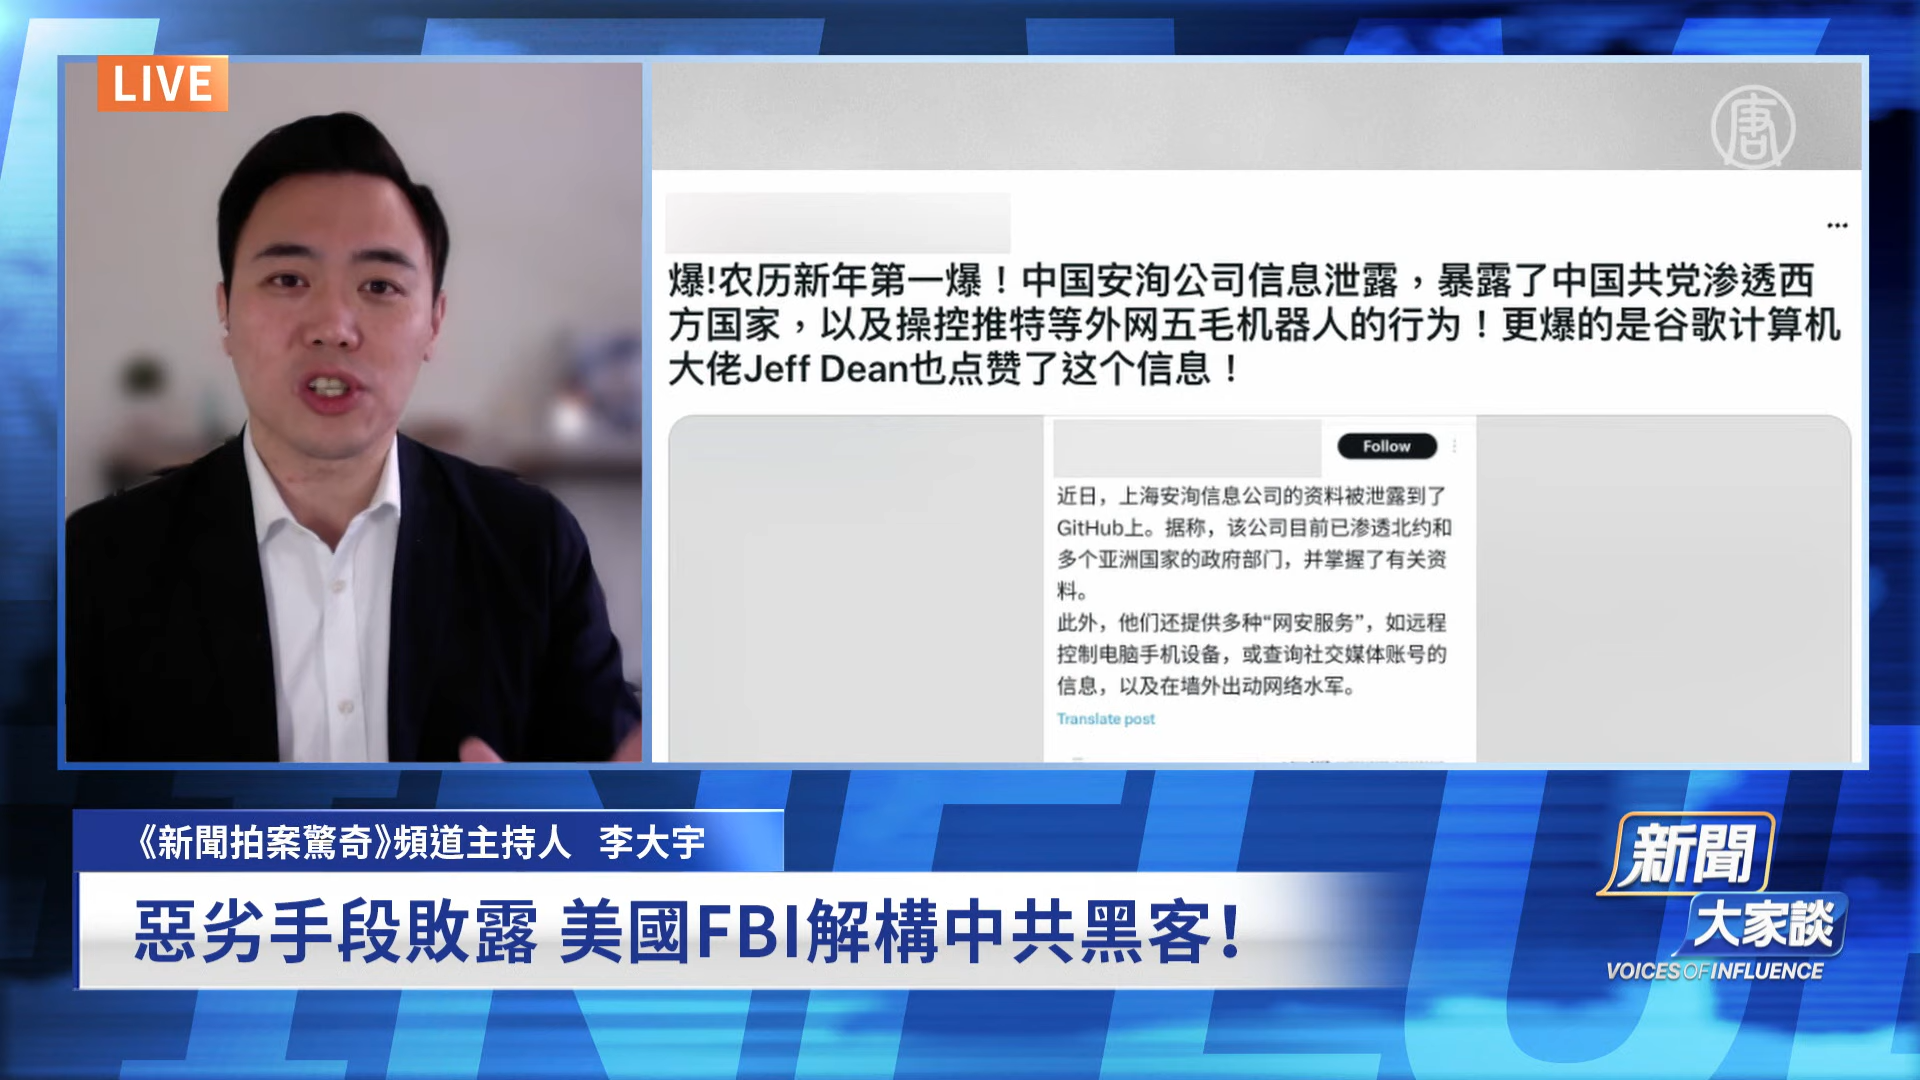 LIVE
唐
爆!农历新年第一爆！中国安洵公司信息泄露，暴露了中国共党渗透西
方国家，以及操控推特等外网五毛机器人的行为！更爆的是谷歌计算机
大佬Jeff Dean也点赞了这个信息！
Follow
近日，上海安洵信息公司的资料被泄露到了
GitHub上。据称，该公司目前已渗透北约和
多个亚洲国家的政府部门，并掌握了有关资
料。
此外，他们还提供多种“网安服务”，如远程
控制电脑手机设备，或查询社交媒体账号的
信息，以及在墙外出动网络水军。
Translate post
《新聞拍案驚奇》頻道主持人 李大宇
惡劣手段敗露 美國FBI解構中共黑客!
新聞
大家談
VOICES OF INFLUENCE